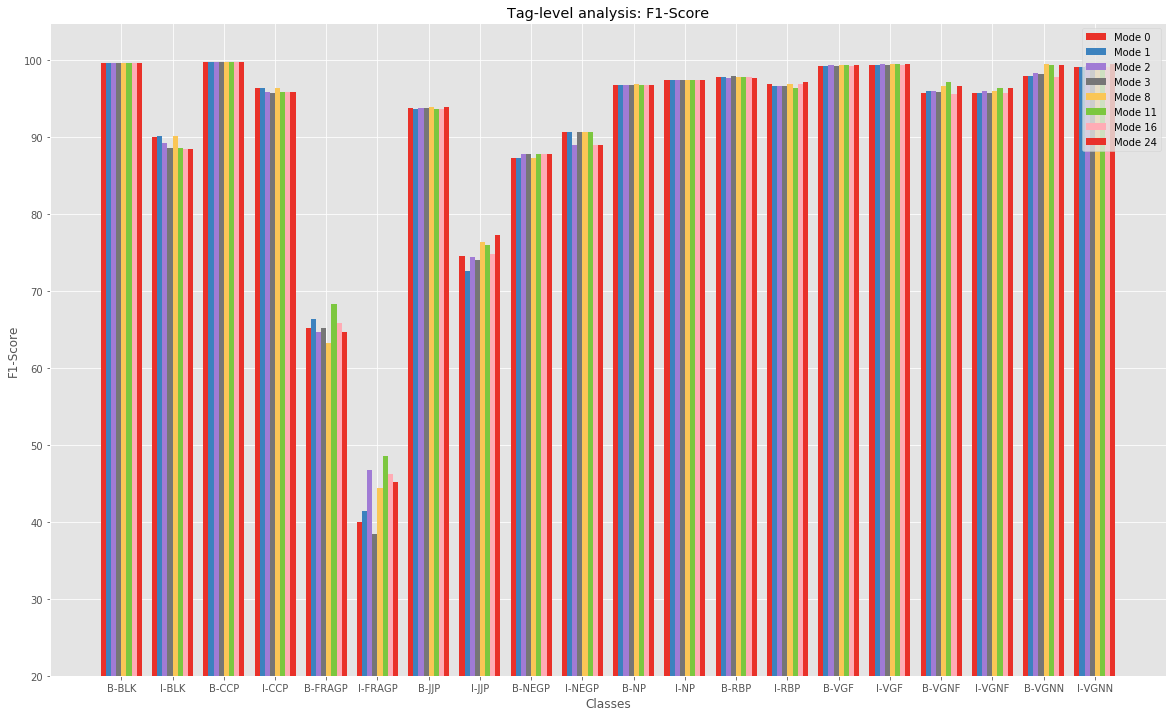 Tag-level analysis: F1-Score
Mode 0
Mode 1
Mode 2
Mode 3
Mode 8
Mode 11
Mode 16
Mode 24
F1-Score
100
90
80
70
60
50
40
30
20
B-BLK I-BLK B-CCP I-CCP B-FRAGP I-FRAGP B-JJP I-JJP B-NEGP I-NEGP B-NP I-NP B-RBP I-RBP B-VGF I-VGF B-VGNF I-VGNF B-VGNN I-VGNN
Classes